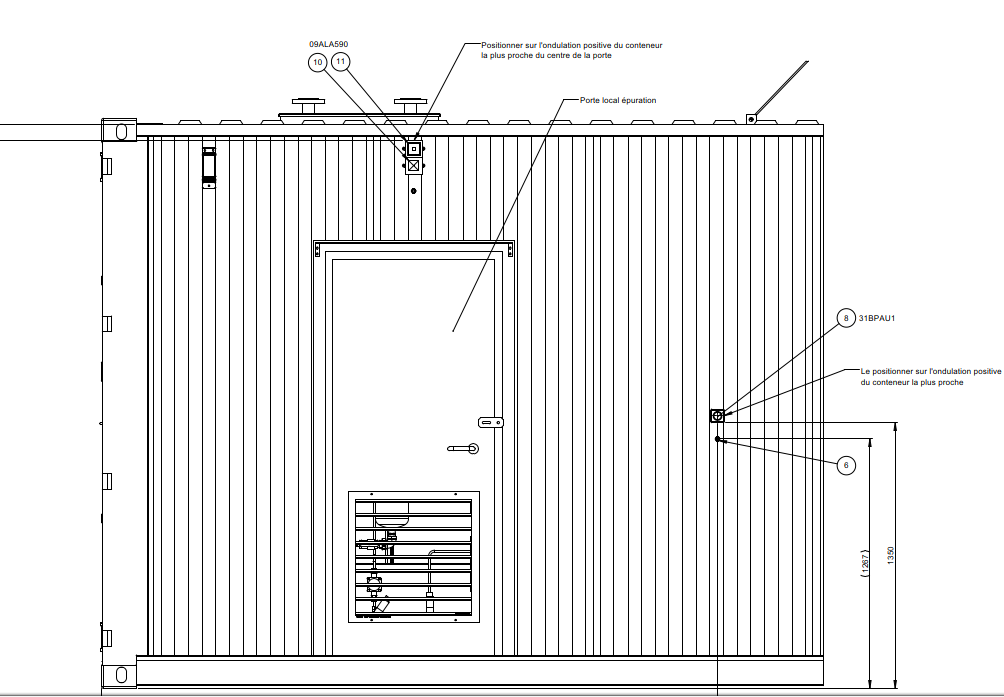 09ALA590
10 11
Positionner sur l'ondulation positive du conteneur
la plus proche du centre de la porte
Porte local épuration
8 31BPAU1
Le positionner sur l'ondulation positive
du conteneur la plus proche
6
(1267)
1350